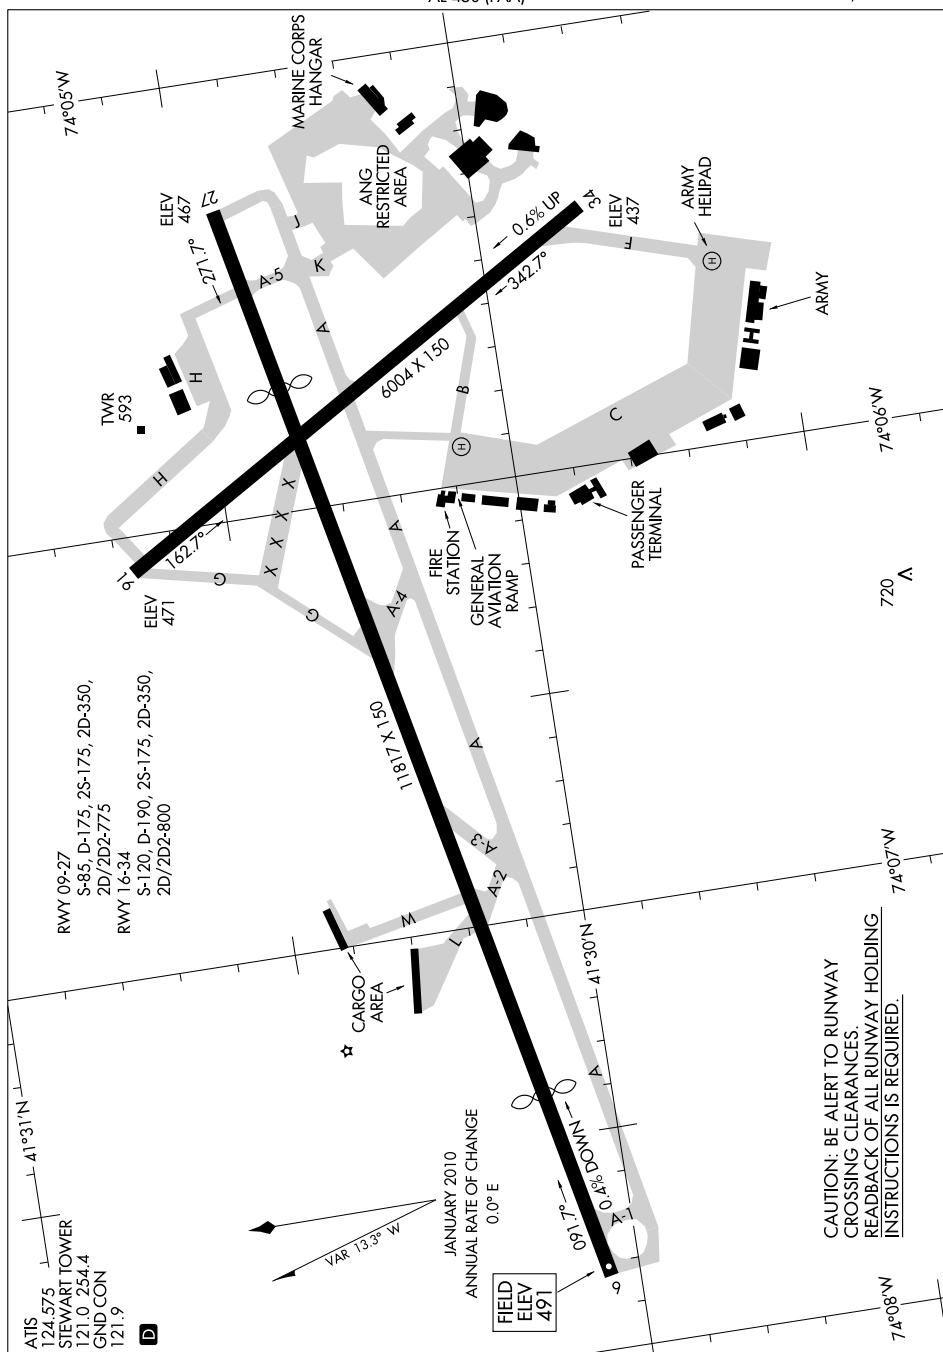 AL-450 (FAA)
ATIS
124.575
STEWART TOWER
121.0 254.4
GND CON
121.9
D
41°31'N
RWY 09-27
S-85, D-175, 2S-175, 2D-350,
2D/2D2-775
RWY 16-34
S-120, D-190, 2S-175, 2D-350,
2D/2D2-800
74°05'W
MARINE CORPS
HANGAR
ANG
RESTRICTED
AREA
ELEV
467
27
271.7°
A-5
J
K
A
TWR
593
H
H
16
162.7°
ELEV
471
G
G
X X X X
X
A-4
A
6004 X 150
342.7°
0.6% UP
34
ELEV
437
F
ARMY
HELIPAD
H
ARMY
B
C
H
FIRE
STATION
GENERAL
AVIATION
RAMP
PASSENGER
TERMINAL
74°06'W
720
11817 X 150
A
A-3
A-2
M
L
CARGO
AREA
41°30'N
74°07'W
A
VAR 13.3° W
JANUARY 2010
ANNUAL RATE OF CHANGE
0.0° E
FIELD
ELEV
491
091.7°
0.4% DOWN
A-1
9
CAUTION: BE ALERT TO RUNWAY
CROSSING CLEARANCES.
READBACK OF ALL RUNWAY HOLDING
INSTRUCTIONS IS REQUIRED.
74°08'W